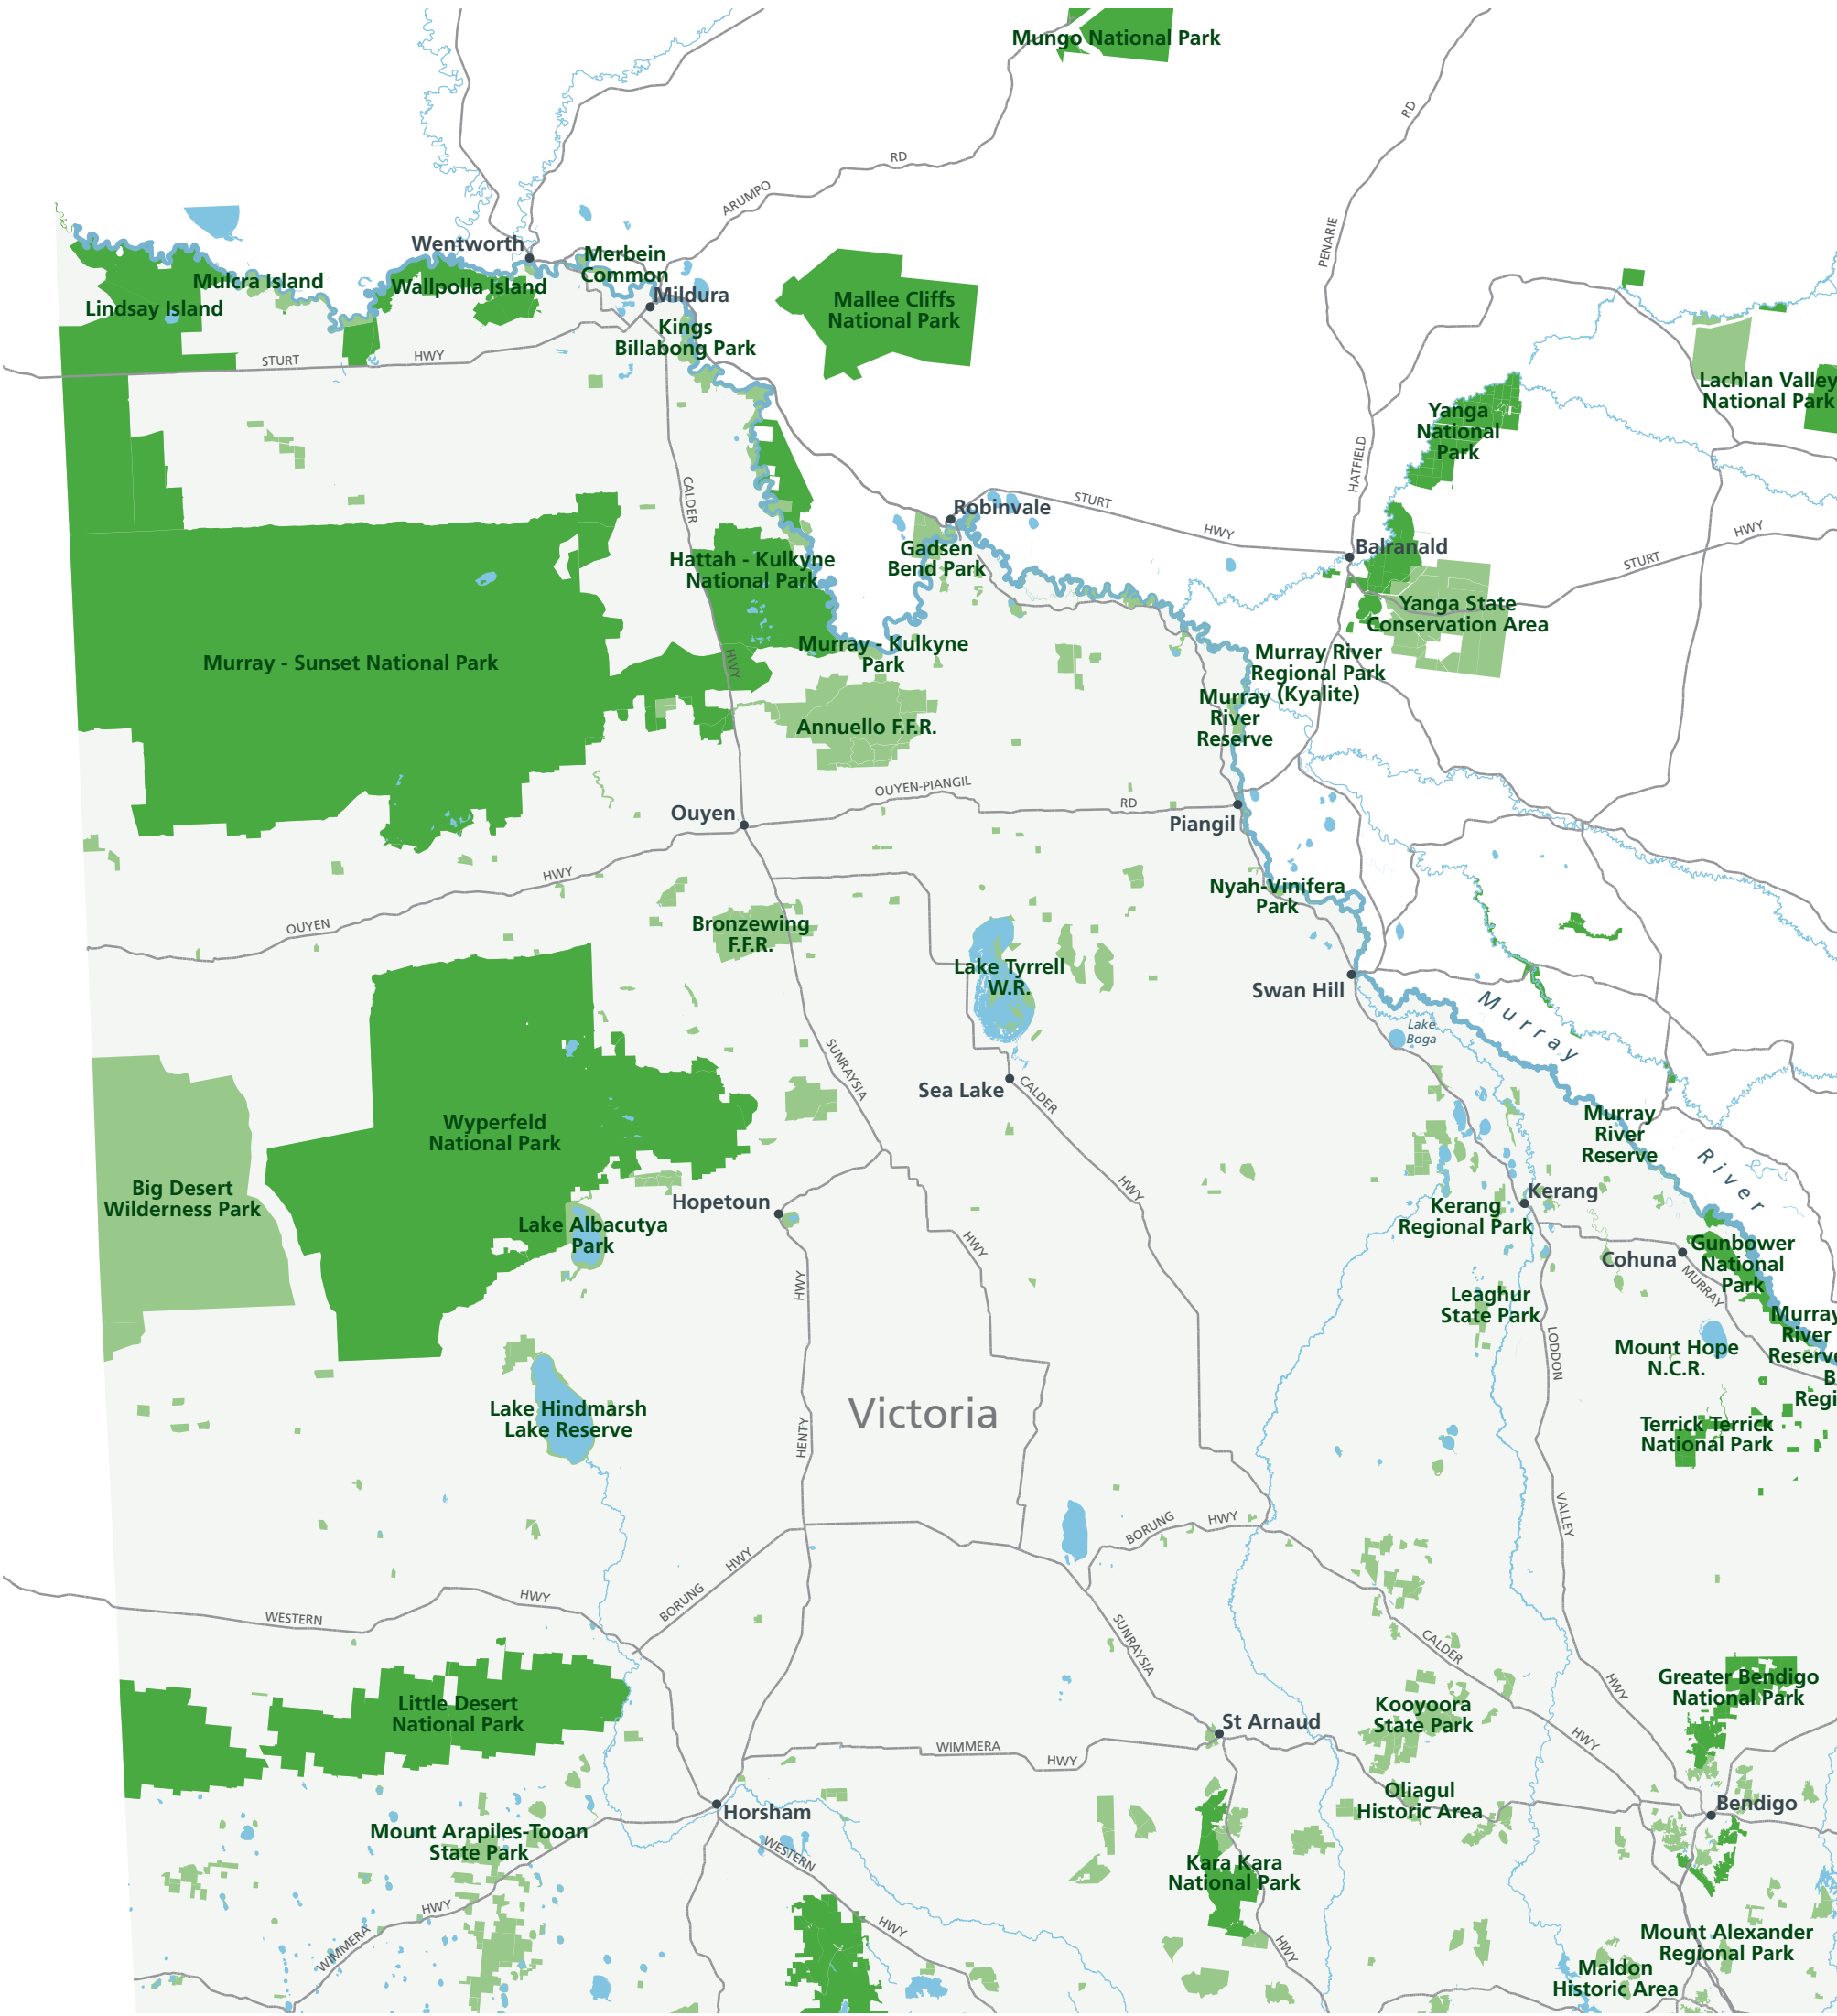 Mungo National Park
RD
RD
ARUMPO
PENARIE
Wentworth
Merbein
Common
Mulcra Island
Wallpolla Island
Lindsay Island
Mildura
Mallee Cliffs
National Park
Kings
Billabong Park
STURT
HWY
Lachlan Valley
National Park
Yanga
National
Park
HATFIELD
CALDER
Robinvale
STURT
HWY
HWY
STURT
Balranald
Gadsen
Bend Park
Hattah - Kulkyne
National Park
Yanga State
Conservation Area
Murray - Sunset National Park
HWY
Murray - Kulkyne
Park
Murray River
Regional Park
(Kyalite)
Murray
River
Reserve
Annuello F.F.R.
OUYEN-PIANGIL
RD
Ouyen
Piangil
HWY
OUYEN
Nyah-Vinifera
Park
Bronzewing
F.F.R.
Lake Tyrrell
W.R.
Swan Hill
Murray
Lake
Boga
SUNRAYSIA
Sea Lake
CALDER
Wyperfeld
National Park
Murray
River
Reserve
River
Big Desert
Wilderness Park
Hopetoun
HWY
Kerang
Kerang
Regional Park
Lake Albacutya
Park
HWY
Cohuna
Gunbower
National
Park
MURRAY
HWY
Leaghur
State Park
Murray
River
Reserve
LODDON
Mount Hope
N.C.R.
B
Regi
Lake Hindmarsh
Lake Reserve
Victoria
HENTY
Terrick Terrick
National Park
VALLEY
BORUNG
HWY
HWY
BORUNG
HWY
WESTERN
SUNRAYSIA
CALDER
Little Desert
National Park
Greater Bendigo
National Park
HWY
Kooyoora
State Park
St Arnaud
WIMMERA
HWY
HWY
Horsham
Oliagul
Historic Area
Bendigo
Mount Arapiles-Tooan
State Park
WESTERN
Kara Kara
National Park
HWY
WIMMERA
HWY
HWY
Mount Alexander
Regional Park
Maldon
Historic Area